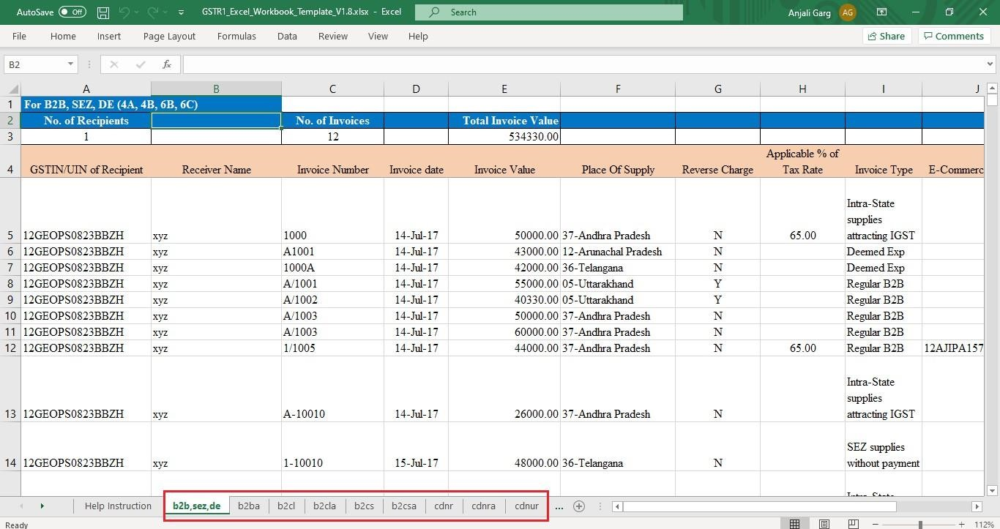 AutoSave Off GSTR1_Excel_Workbook_Template_V1.8.xlsx - Excel Search Anjali Garg AG
File Home Insert Page Layout Formulas Data Review View Help Share Comments
B2 fx
A B C D E F G H I J
1 For B2B, SEZ, DE (4A, 4B, 6B, 6C)
2 No. of Recipients No. of Invoices Total Invoice Value
3 1 12 534330.00
Applicable % of
4 GSTIN/UIN of Recipient Receiver Name Invoice Number Invoice date Invoice Value Place Of Supply Reverse Charge Tax Rate Invoice Type E-Commerc
Intra-State
supplies
5 12GEOPS0823BBZH xyz 1000 14-Jul-17 50000.00 37-Andhra Pradesh N 65.00 attracting IGST
6 12GEOPS0823BBZH xyz A1001 14-Jul-17 43000.00 12-Arunachal Pradesh N Deemed Exp
7 12GEOPS0823BBZH xyz 1000A 14-Jul-17 42000.00 36-Telangana N Deemed Exp
8 12GEOPS0823BBZH xyz A/1001 14-Jul-17 55000.00 05-Uttarakhand Y Regular B2B
9 12GEOPS0823BBZH xyz A/1002 14-Jul-17 40330.00 05-Uttarakhand Y Regular B2B
10 12GEOPS0823BBZH xyz A/1003 14-Jul-17 50000.00 37-Andhra Pradesh N Regular B2B
11 12GEOPS0823BBZH xyz A/1003 14-Jul-17 60000.00 37-Andhra Pradesh N Regular B2B
12 12GEOPS0823BBZH xyz 1/1005 14-Jul-17 44000.00 37-Andhra Pradesh N 65.00 Regular B2B 12AJIPA157
Intra-State
supplies
13 12GEOPS0823BBZH xyz A-10010 14-Jul-17 26000.00 37-Andhra Pradesh N attracting IGST
SEZ supplies
14 12GEOPS0823BBZH xyz 1-10010 15-Jul-17 48000.00 36-Telangana N without payment
Intra-State
Help Instruction b2b,sez,de b2ba b2cl b2cla b2cs b2csa cdnr cdnra cdnur ...
Ready 112%